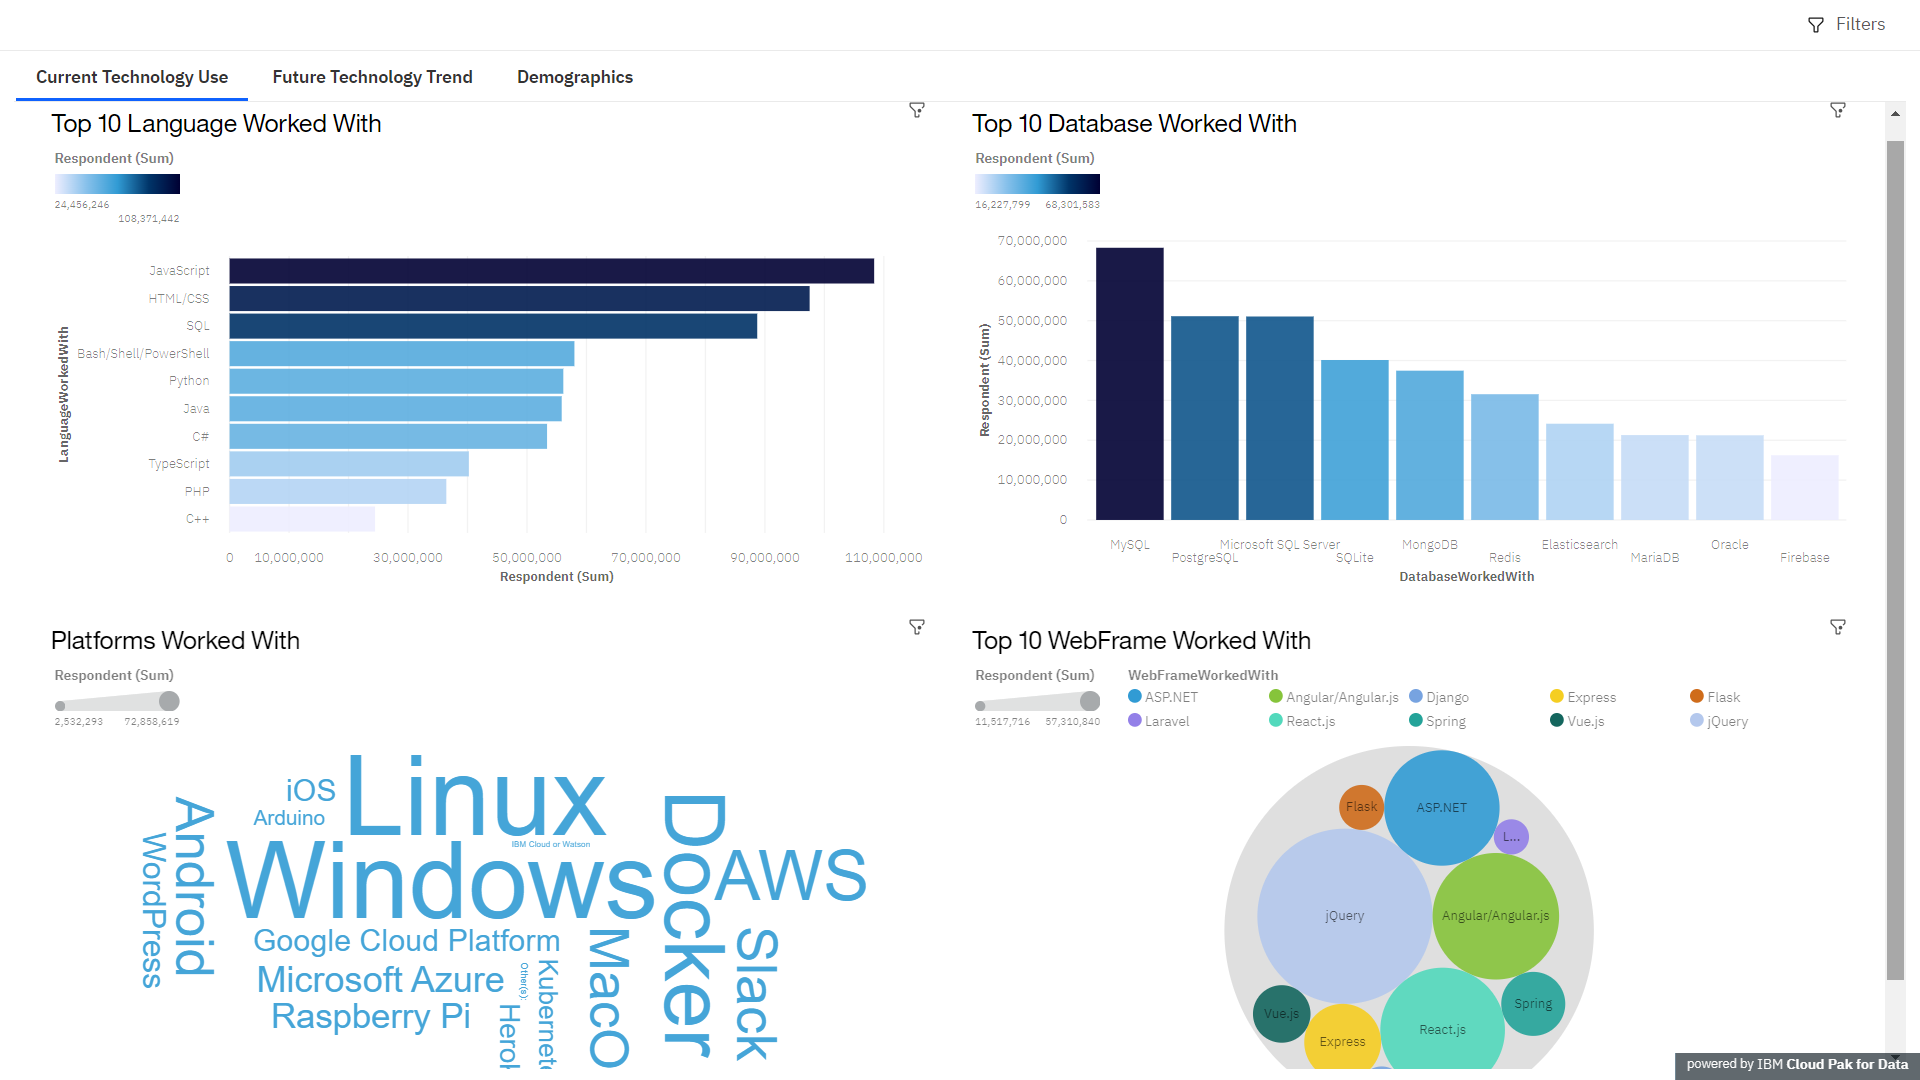 Filters
Current Technology Use
Future Technology Trend
Demographics
Top 10 Language Worked With
Respondent (Sum)
24,456,246
108,371,442
LanguageWorkedWith
JavaScript
HTML/CSS
SQL
Bash/Shell/PowerShell
Python
Java
C#
TypeScript
PHP
C++
0 10,000,000 30,000,000 50,000,000 70,000,000 90,000,000 110,000,000
Respondent (Sum)
Top 10 Database Worked With
Respondent (Sum)
16,227,799 68,301,583
Respondent (Sum)
70,000,000
60,000,000
50,000,000
40,000,000
30,000,000
20,000,000
10,000,000
0
MySQL PostgreSQL Microsoft SQL Server SQLite MongoDB Redis Elasticsearch MariaDB Oracle Firebase
DatabaseWorkedWith
Platforms Worked With
Respondent (Sum)
2,532,293 72,858,619
Linux
iOS
Arduino
IBM Cloud or Watson
Windows
Android
WordPress
Docker
AWS
Google Cloud Platform
Microsoft Azure
Raspberry Pi
Other(s):
Kubernete
Herok
MacO
Slack
Top 10 WebFrame Worked With
Respondent (Sum)
11,517,716 57,310,840
WebFrameWorkedWith
ASP.NET Angular/Angular.js Django Express Flask
Laravel React.js Spring Vue.js jQuery
Flask
ASP.NET
L...
jQuery
Angular/Angular.js
Spring
Vue.js
React.js
Express
powered by IBM Cloud Pak for Data